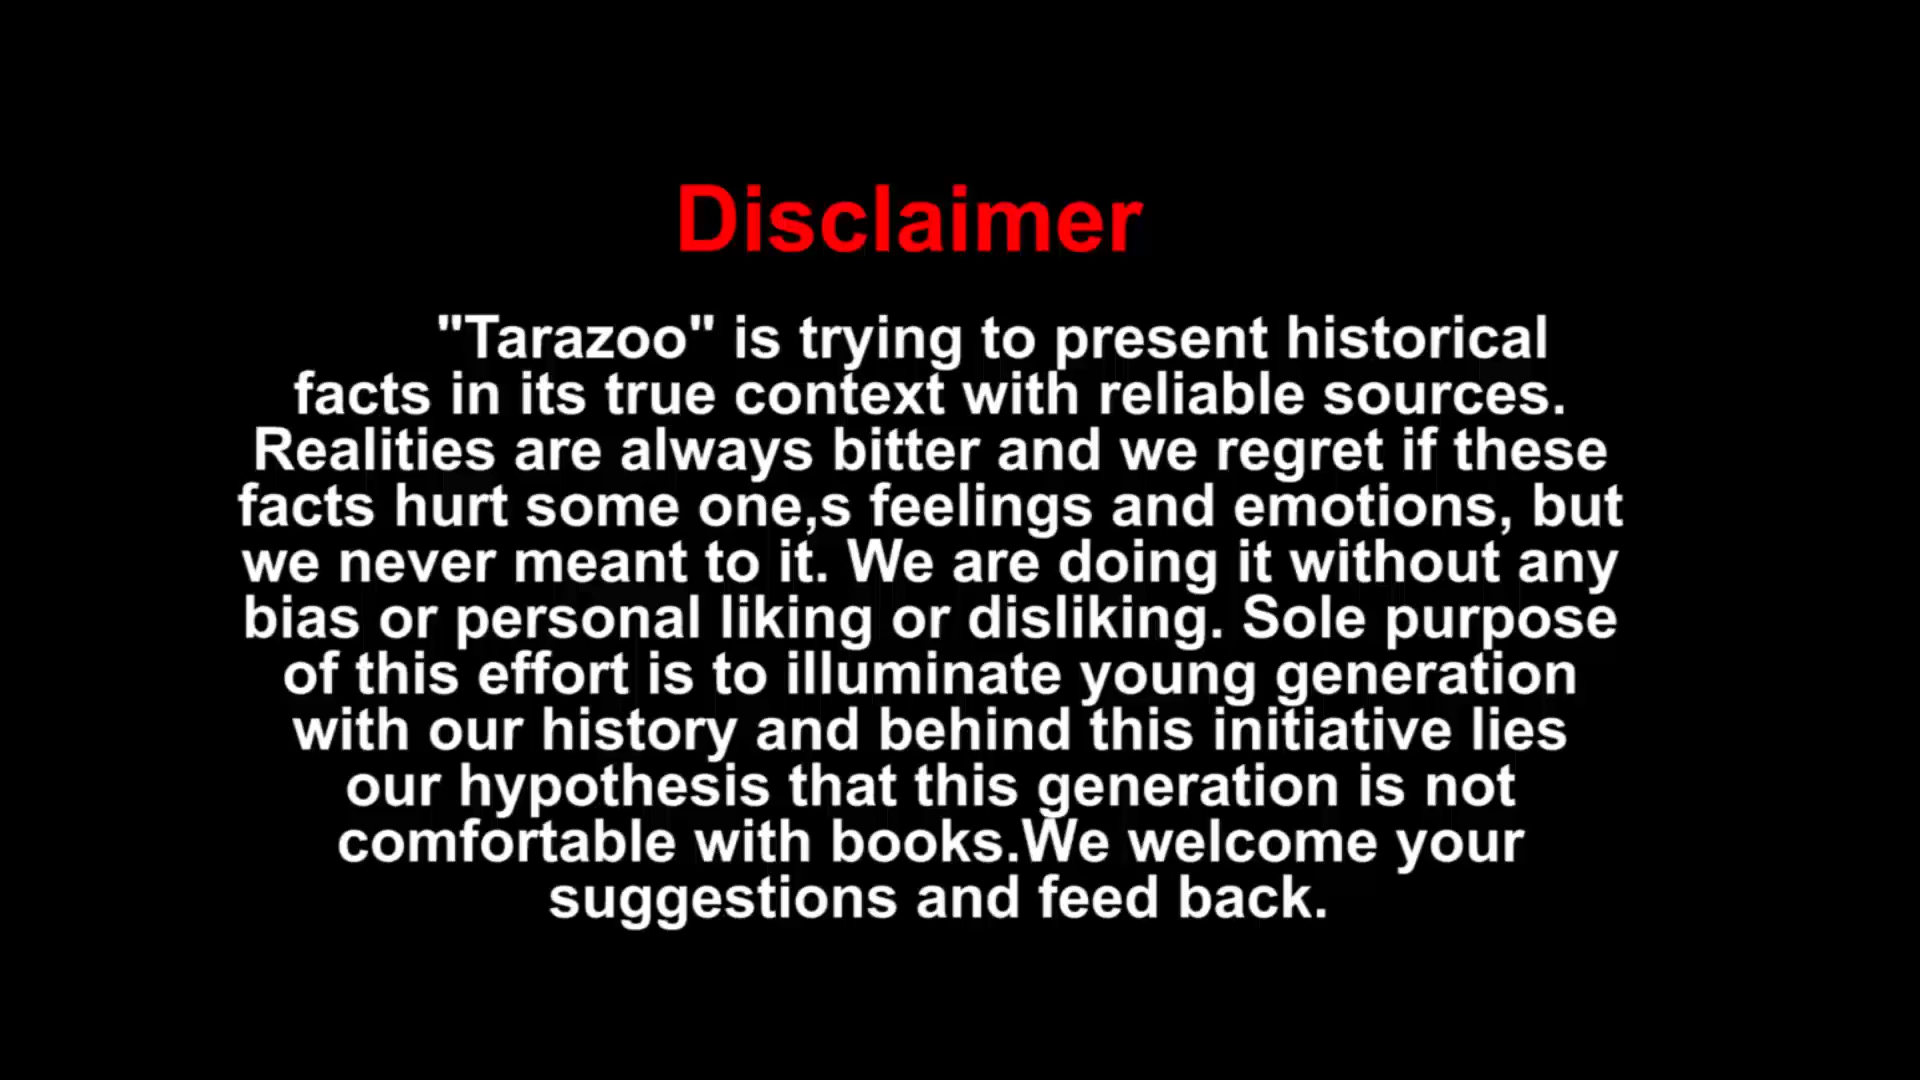 Disclaimer
"Tarazoo" is trying to present historical
facts in its true context with reliable sources.
Realities are always bitter and we regret if these
facts hurt some one,s feelings and emotions, but
we never meant to it. We are doing it without any
bias or personal liking or disliking. Sole purpose
of this effort is to illuminate young generation
with our history and behind this initiative lies
our hypothesis that this generation is not
comfortable with books.We welcome your
suggestions and feed back.